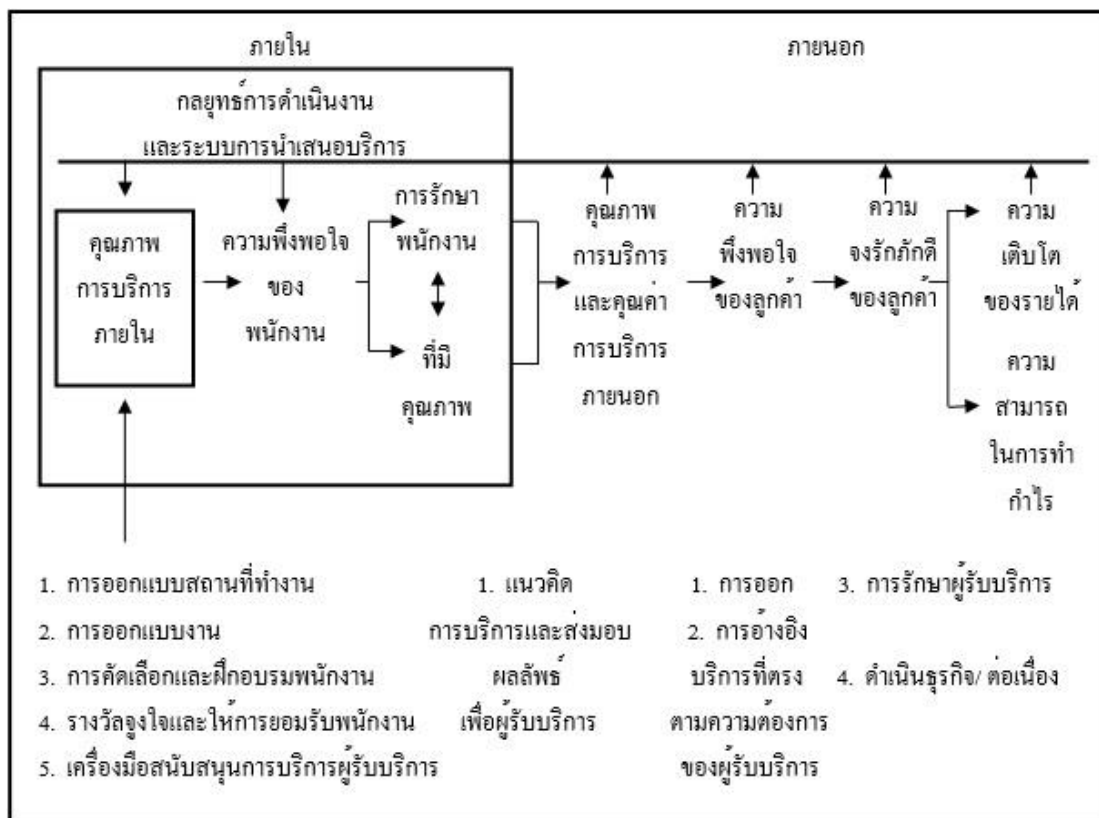 ภายใน
ภายนอก
กลยุทธ์การดำเนินงาน
และระบบการนำเสนอบริการ
คุณภาพ
การบริการ
ภายใน
ความพึงพอใจ
ของ
พนักงาน
การรักษา
พนักงาน
ที่มี
คุณภาพ
คุณภาพ
การบริการ
และคุณค่า
การบริการ
ภายนอก
ความ
พึงพอใจ
ของลูกค้า
ความ
จงรักภักดี
ของลูกค้า
ความ
เติบโต
ของรายได้
ความ
สามารถ
ในการทำ
กำไร
1. การออกแบบสถานที่ทำงาน
2. การออกแบบงาน
3. การคัดเลือกและฝึกอบรมพนักงาน
4. รางวัลจูงใจและให้การยอมรับพนักงาน
5. เครื่องมือสนับสนุนการบริการผู้รับบริการ
1. แนวคิด
การบริการและส่งมอบ
ผลลัพธ์
เพื่อผู้รับบริการ
1. การออก
2. การอ้างอิง
บริการที่ตรง
ตามความต้องการ
ของผู้รับบริการ
3. การรักษาผู้รับบริการ
4. ดำเนินธุรกิจ/ ต่อเนื่อง